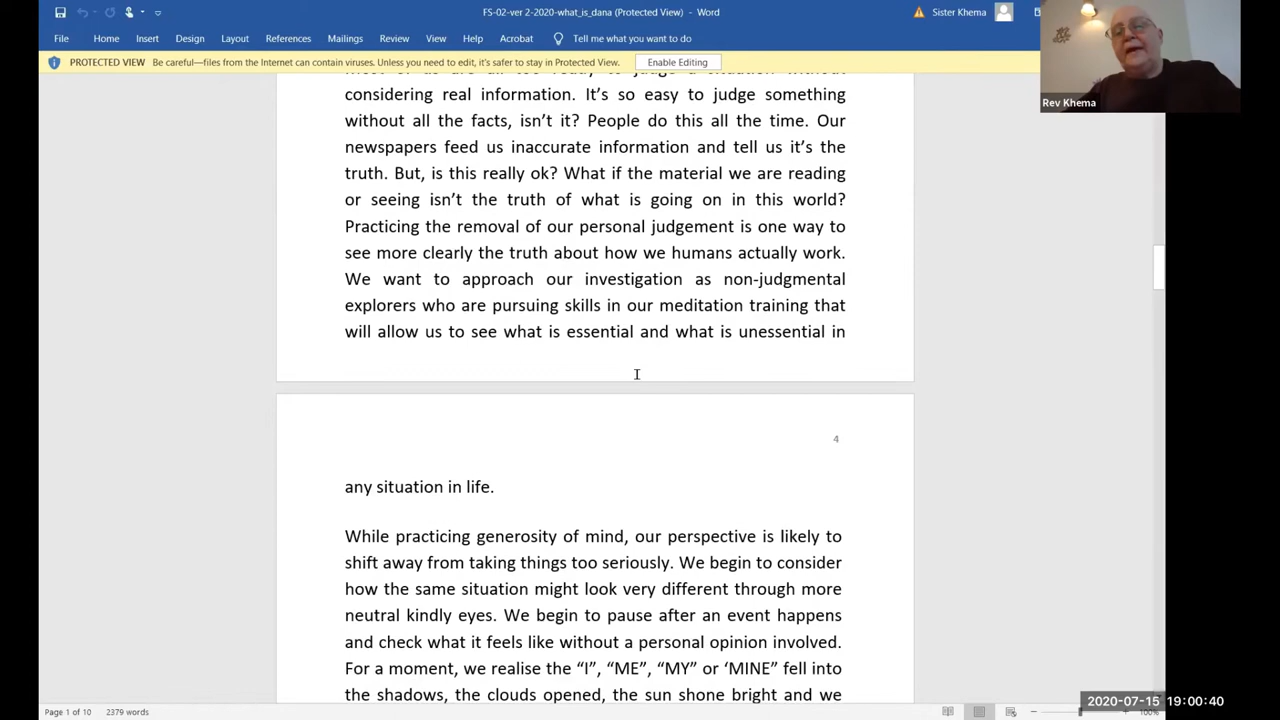 FS-02-ver 2-2020-what_is_dana (Protected View) - Word
Sister Khema
File Home Insert Design Layout References Mailings Review View Help Acrobat Tell me what you want to do
PROTECTED VIEW Be careful—files from the Internet can contain viruses. Unless you need to edit, it's safer to stay in Protected View. Enable Editing
Rev Khema
most of us are all too ready to judge a situation without
considering real information. It's so easy to judge something
without all the facts, isn't it? People do this all the time. Our
newspapers feed us inaccurate information and tell us it's the
truth. But, is this really ok? What if the material we are reading
or seeing isn't the truth of what is going on in this world?
Practicing the removal of our personal judgement is one way to
see more clearly the truth about how we humans actually work.
We want to approach our investigation as non-judgmental
explorers who are pursuing skills in our meditation training that
will allow us to see what is essential and what is unessential in
4
any situation in life.
While practicing generosity of mind, our perspective is likely to
shift away from taking things too seriously. We begin to consider
how the same situation might look very different through more
neutral kindly eyes. We begin to pause after an event happens
and check what it feels like without a personal opinion involved.
For a moment, we realise the “I”, “ME”, “MY” or ‘MINE” fell into
the shadows, the clouds opened, the sun shone bright and we
Page 1 of 10 2379 words
2020-07-15 19:00:40
100%